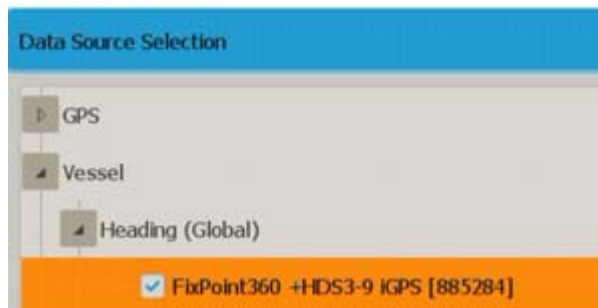 Data Source Selection
GPS
Vessel
Heading (Global)
FixPoint360 +HDS3-9 iGPS [885284]